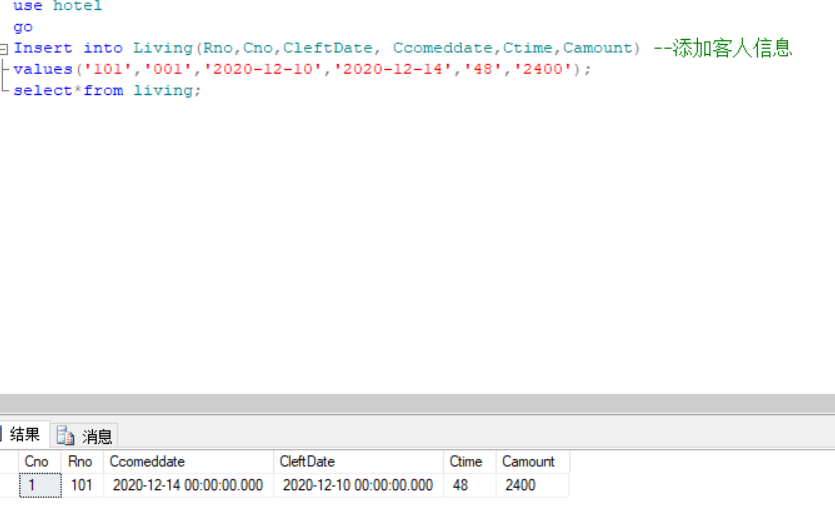 use hotel
go
Insert into Living(Rno,Cno,CleftDate, Ccomeddate,Ctime,Camount) --添加客人信息
values('101','001','2020-12-10','2020-12-14','48','2400');
select*from living;
结果 消息
Cno Rno Ccomeddate CleftDate Ctime Camount
1 101 2020-12-14 00:00:00.000 2020-12-10 00:00:00.000 48 2400